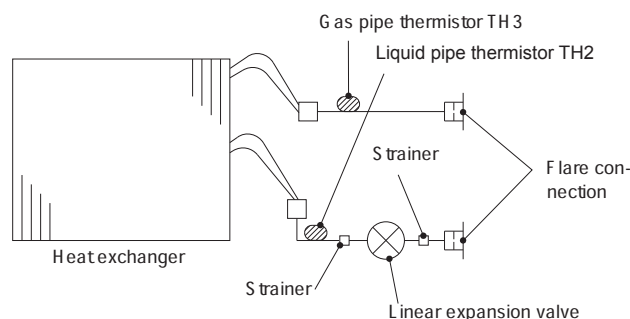 Gas pipe thermistor TH3
Liquid pipe thermistor TH2
Strainer
Flare con-
nection
Heat exchanger
Strainer
Linear expansion valve